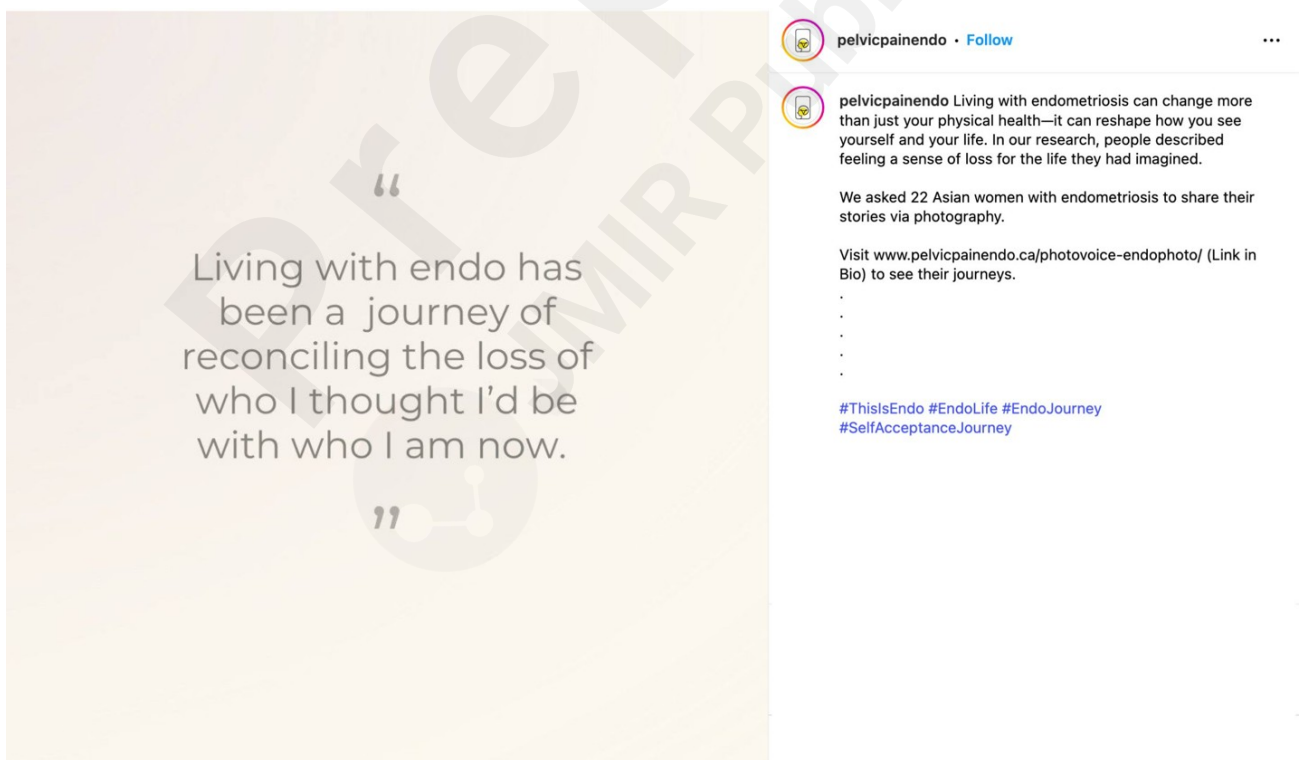 “
Living with endo has
been a journey of
reconciling the loss of
who I thought I’d be
with who I am now.
”
pelvicpainendo • Follow
...
pelvicpainendo Living with endometriosis can change more
than just your physical health—it can reshape how you see
yourself and your life. In our research, people described
feeling a sense of loss for the life they had imagined.
We asked 22 Asian women with endometriosis to share their
stories via photography.
Visit www.pelvicpainendo.ca/photovoice-endophoto/ (Link in
Bio) to see their journeys.
.
.
.
.
.
#ThisIsEndo #EndoLife #EndoJourney
#SelfAcceptanceJourney
Prep
JMIR Publi